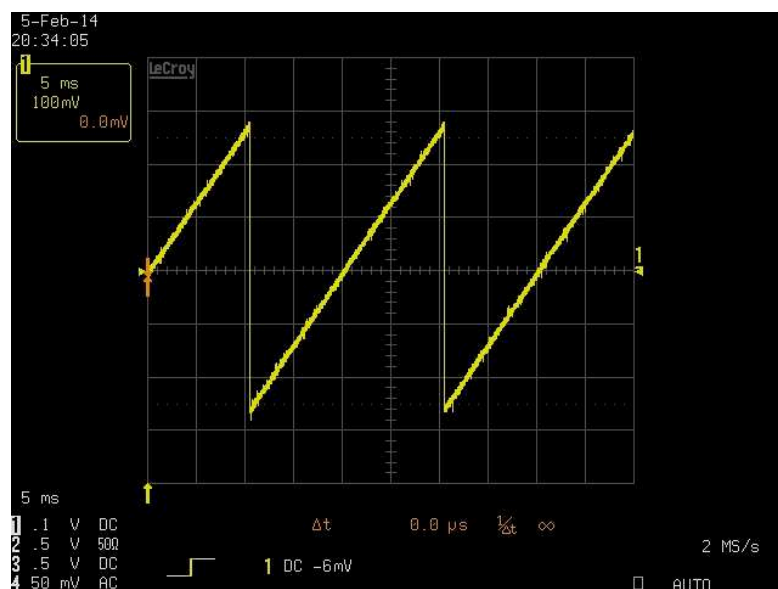 5-Feb-14
20:34:05
1
5 ms
100mV
0.0mV
LeCroy
1
5 ms
1 .1 V DC
2 .5 V 50Ω
3 .5 V DC
4 50 mV AC
Δt 0.0 µs 1/Δt ∞
1 DC -6mV
2 MS/s
AUTO